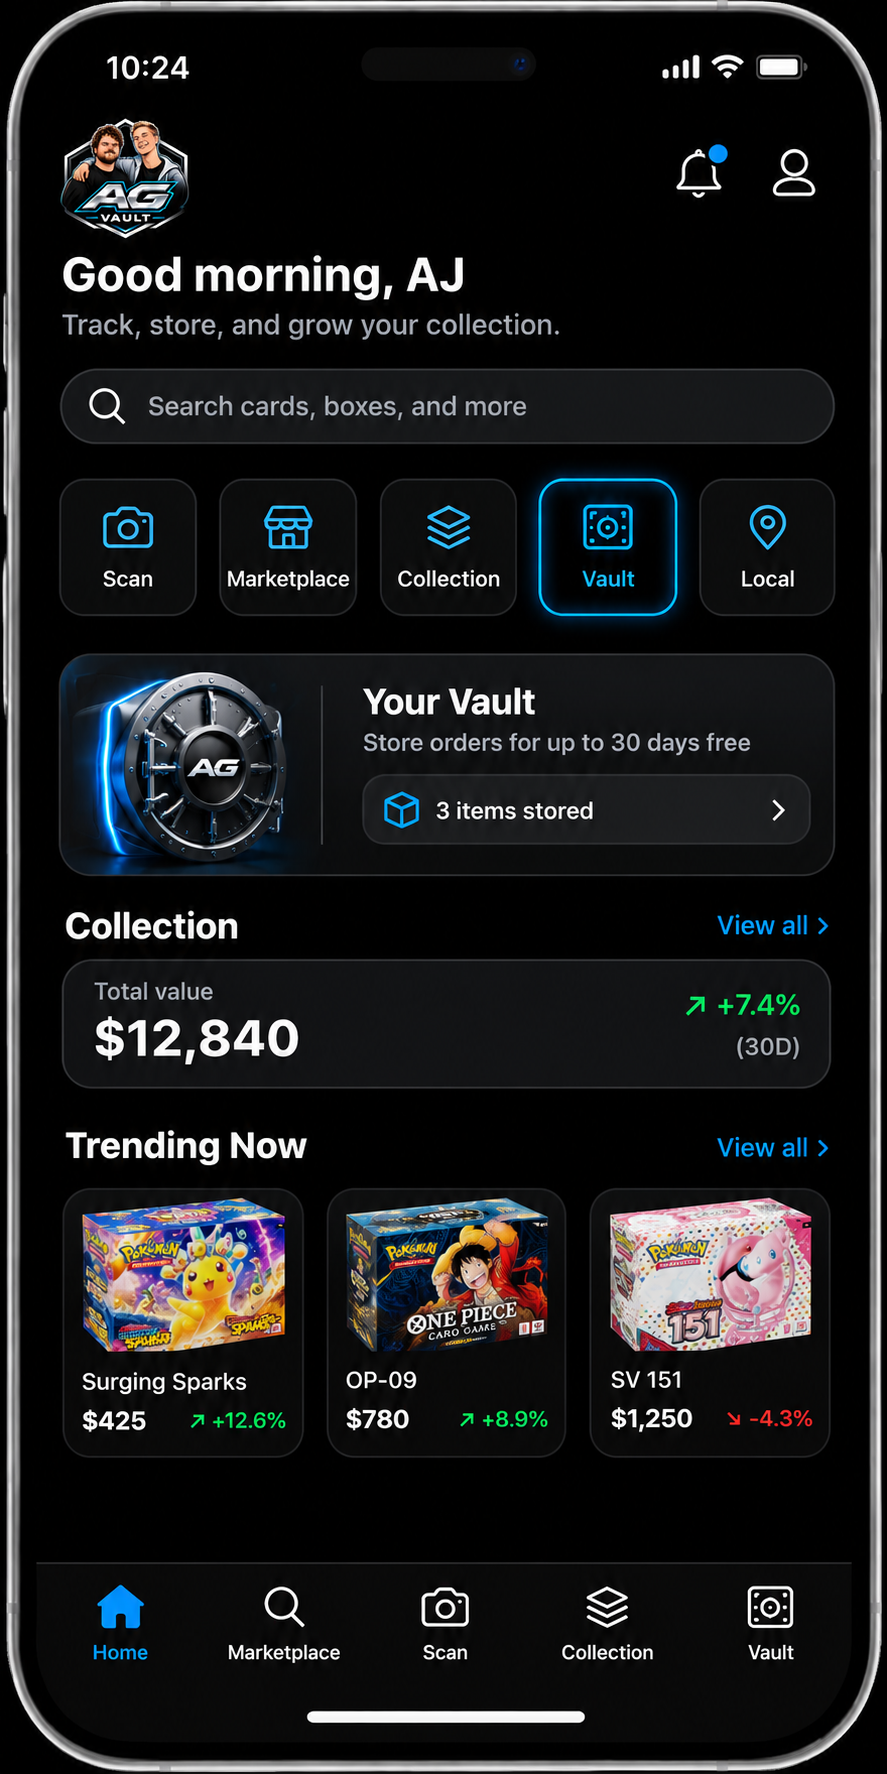 10:24
AG
VAULT
Good morning, AJ
Track, store, and grow your collection.
Search cards, boxes, and more
Scan
Marketplace
Collection
Vault
Local
AG
Your Vault
Store orders for up to 30 days free
3 items stored
Collection
View all
Total value
$12,840
+7.4%
(30D)
Trending Now
View all
Pokémon
Pokémon
ONE PIECE
CARD GAME
Pokémon
151
Surging Sparks
$425
+12.6%
OP-09
$780
+8.9%
SV 151
$1,250
-4.3%
Home
Marketplace
Scan
Collection
Vault